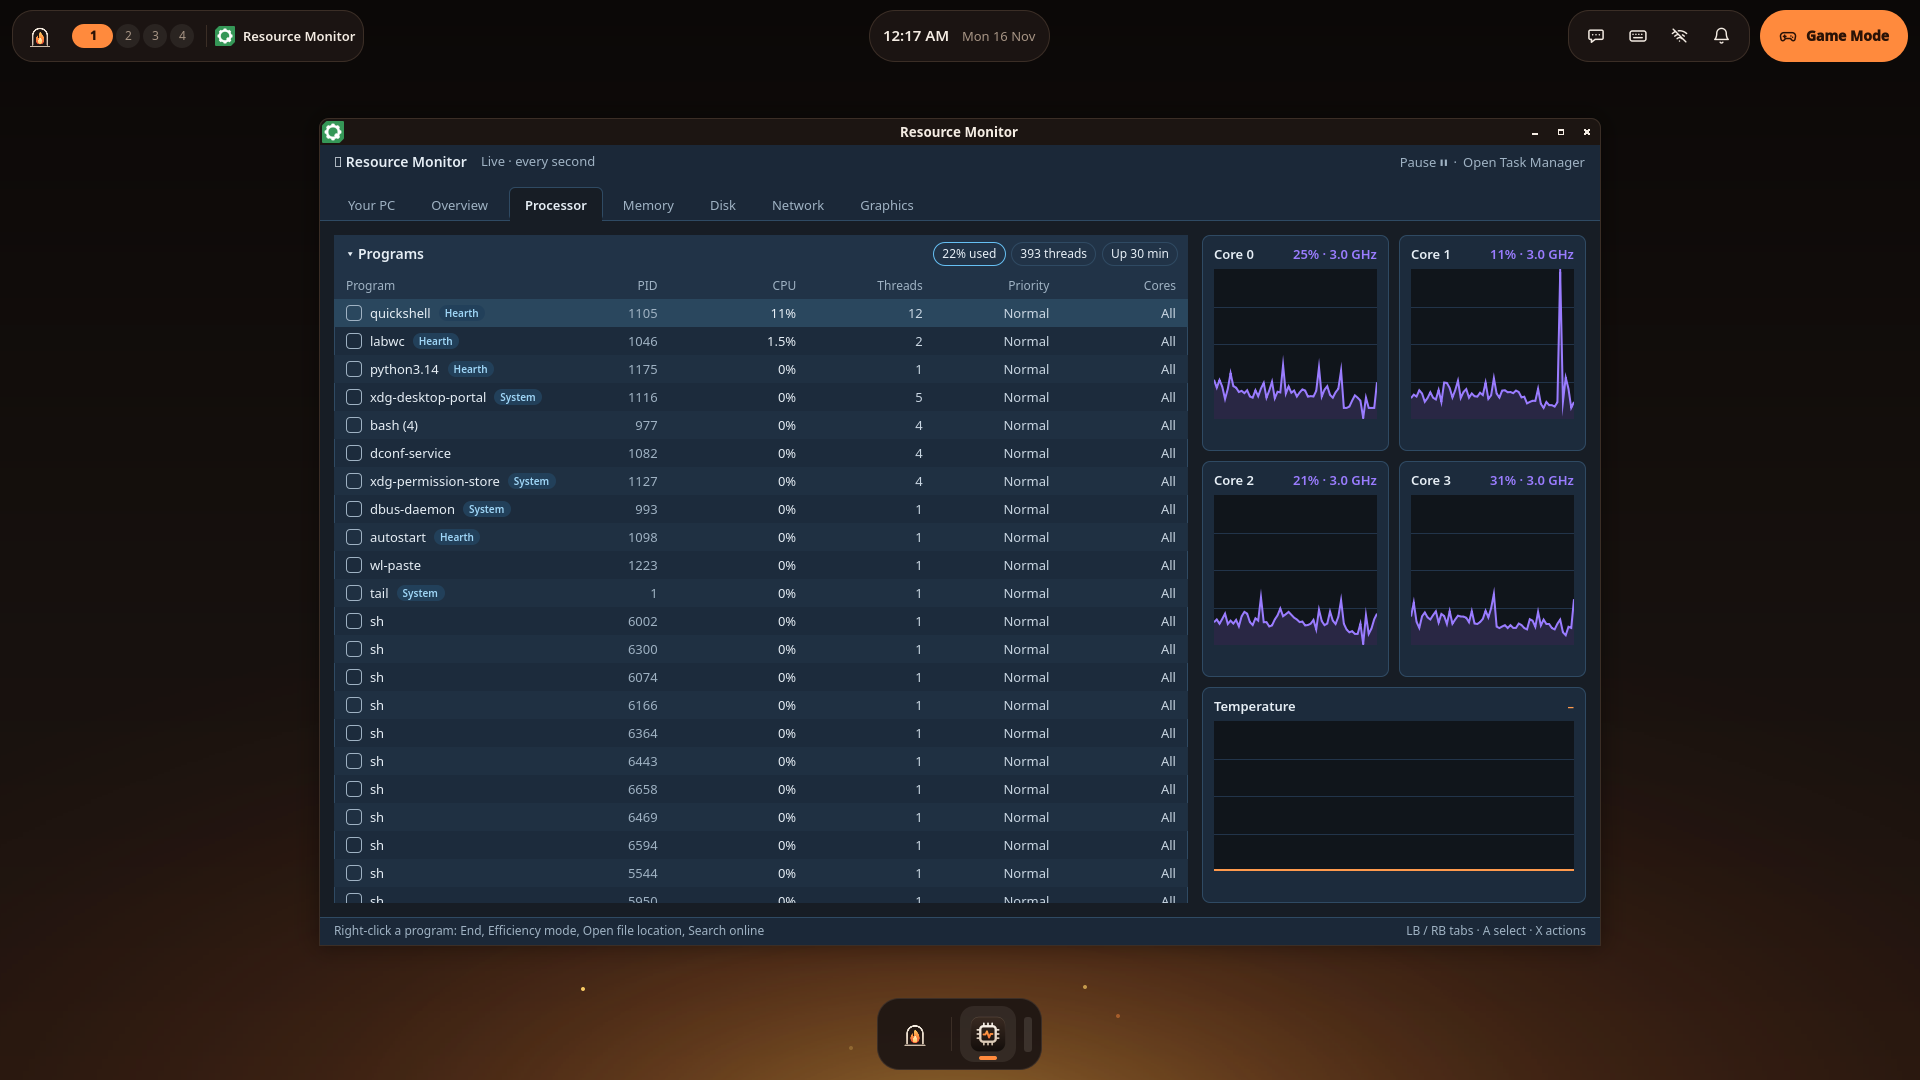 1 2 3 4 Resource Monitor
12:17 AM Mon 16 Nov
Game Mode
Resource Monitor
Resource Monitor Live · every second
Pause · Open Task Manager
Your PC Overview Processor Memory Disk Network Graphics
Programs 22% used 393 threads Up 30 min
Program PID CPU Threads Priority Cores
quickshell Hearth 1105 11% 12 Normal All
labwc Hearth 1046 1.5% 2 Normal All
python3.14 Hearth 1175 0% 1 Normal All
xdg-desktop-portal System 1116 0% 5 Normal All
bash (4) 977 0% 4 Normal All
dconf-service 1082 0% 4 Normal All
xdg-permission-store System 1127 0% 4 Normal All
dbus-daemon System 993 0% 1 Normal All
autostart Hearth 1098 0% 1 Normal All
wl-paste 1223 0% 1 Normal All
tail System 1 0% 1 Normal All
sh 6002 0% 1 Normal All
sh 6300 0% 1 Normal All
sh 6074 0% 1 Normal All
sh 6166 0% 1 Normal All
sh 6364 0% 1 Normal All
sh 6443 0% 1 Normal All
sh 6658 0% 1 Normal All
sh 6469 0% 1 Normal All
sh 6594 0% 1 Normal All
sh 5544 0% 1 Normal All
sh 5950 0% 1 Normal All
Core 0 25% · 3.0 GHz
Core 1 11% · 3.0 GHz
Core 2 21% · 3.0 GHz
Core 3 31% · 3.0 GHz
Temperature –
Right-click a program: End, Efficiency mode, Open file location, Search online
LB / RB tabs · A select · X actions